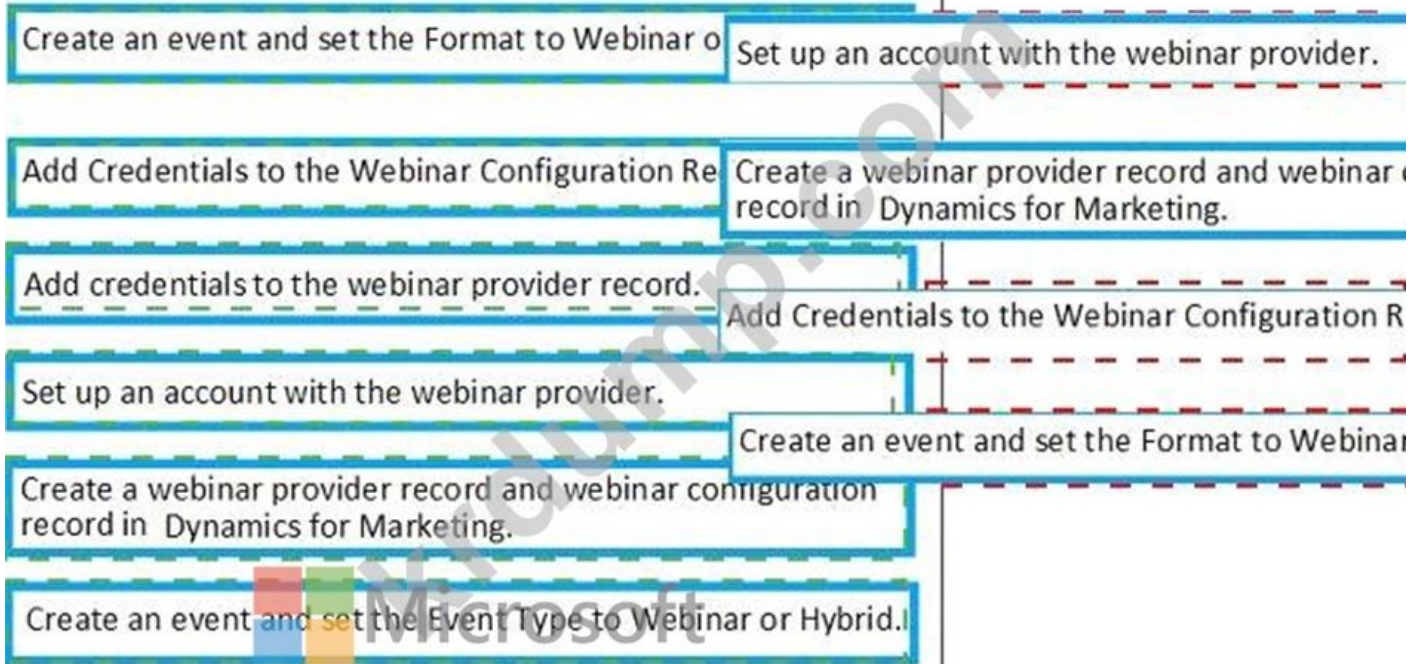 Create an event and set the Format to Webinar o
Set up an account with the webinar provider.
Add Credentials to the Webinar Configuration Re
Create a webinar provider record and webinar
record in Dynamics for Marketing.
Add credentials to the webinar provider record.
Add Credentials to the Webinar Configuration R
Set up an account with the webinar provider.
Create an event and set the Format to Webinar
Create a webinar provider record and webinar configuration
record in Dynamics for Marketing.
Create an event and set the Event Type to Webinar or Hybrid.
Microsoft
krdump.com